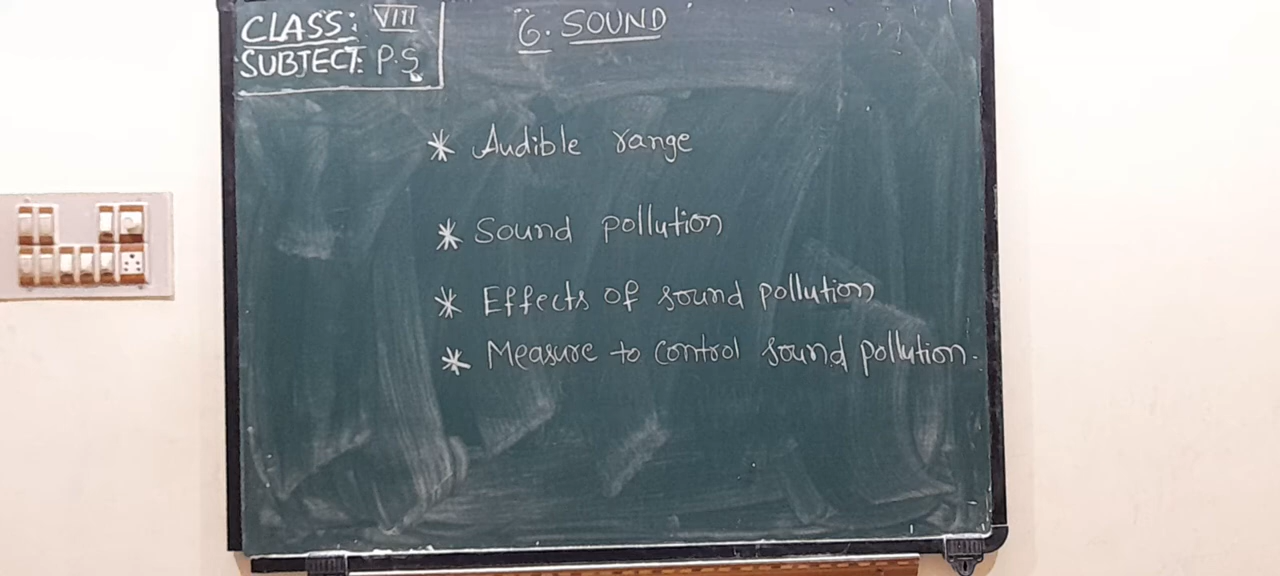 CLASS: VIII
SUBJECT: P.S
6. SOUND
* Audible range
* Sound pollution
* Effects of sound pollution
* Measure to control sound pollution.